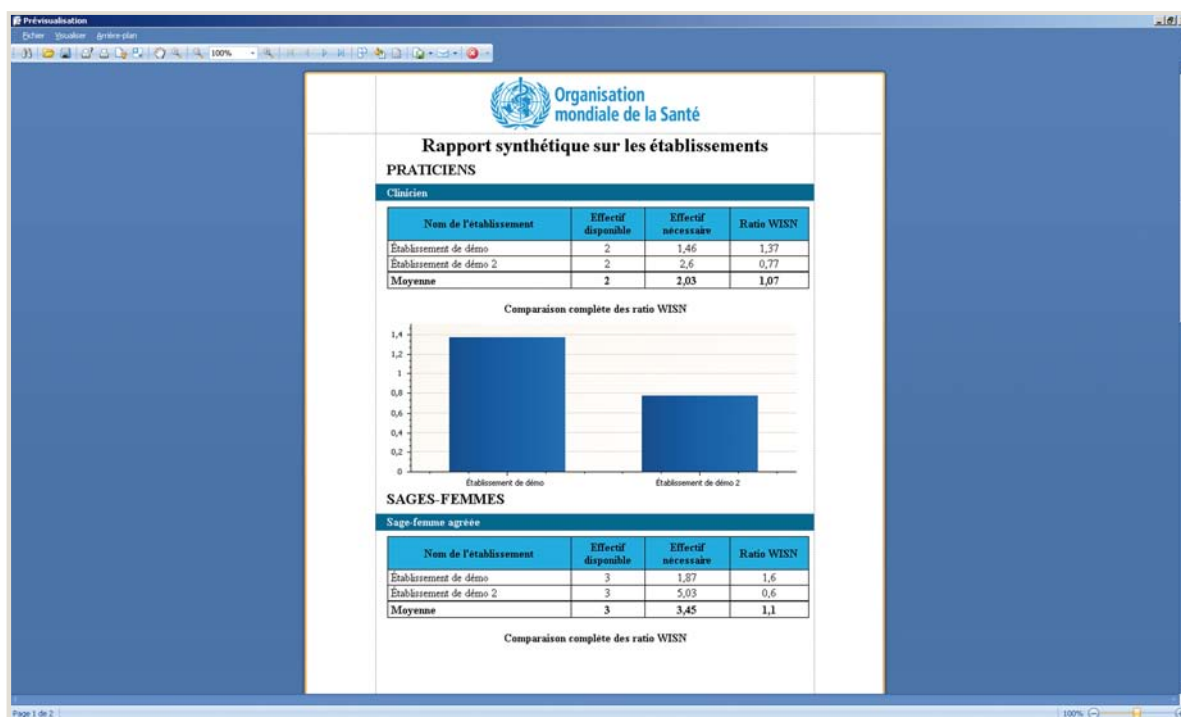 Prévisualisation
Fichier Visualiser Arrière-plan
100%
Organisation
mondiale de la Santé
Rapport synthétique sur les établissements
PRATICIENS
Clinicien
Nom de l'établissement Effectif disponible Effectif nécessaire Ratio WISN
Établissement de démo 2 1,46 1,37
Établissement de démo 2 2 2,6 0,77
Moyenne 2 2,03 1,07
Comparaison complète des ratio WISN
1,4
1,2
1
0,8
0,6
0,4
0,2
0
Établissement de démo Établissement de démo 2
SAGES-FEMMES
Sage-femme agréée
Nom de l'établissement Effectif disponible Effectif nécessaire Ratio WISN
Établissement de démo 3 1,87 1,6
Établissement de démo 2 3 5,03 0,6
Moyenne 3 3,45 1,1
Comparaison complète des ratio WISN
Page 1 de 2 100%